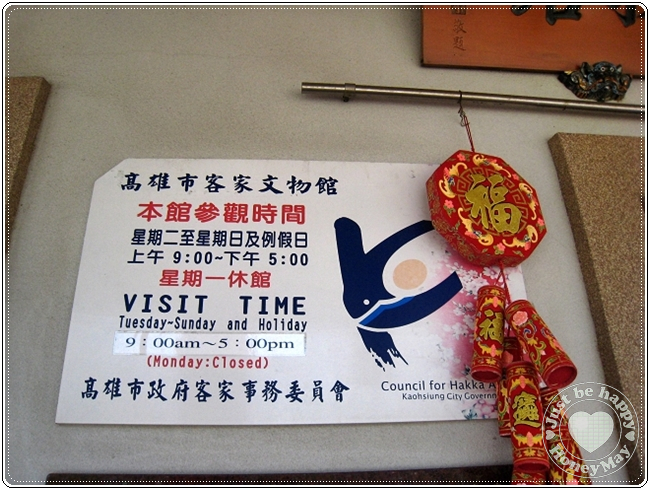 高雄市客家文物館
本館參觀時間
星期二至星期日及例假日
上午 9:00~下午 5:00
星期一休館
VISIT TIME
Tuesday~Sunday and Holiday
9：00am～5：00pm
(Monday:Closed)
高雄市政府客家事務委員會
Council for Hakka A
Kaohsiung City Govern
福
福
Just be happy
HoneyMay